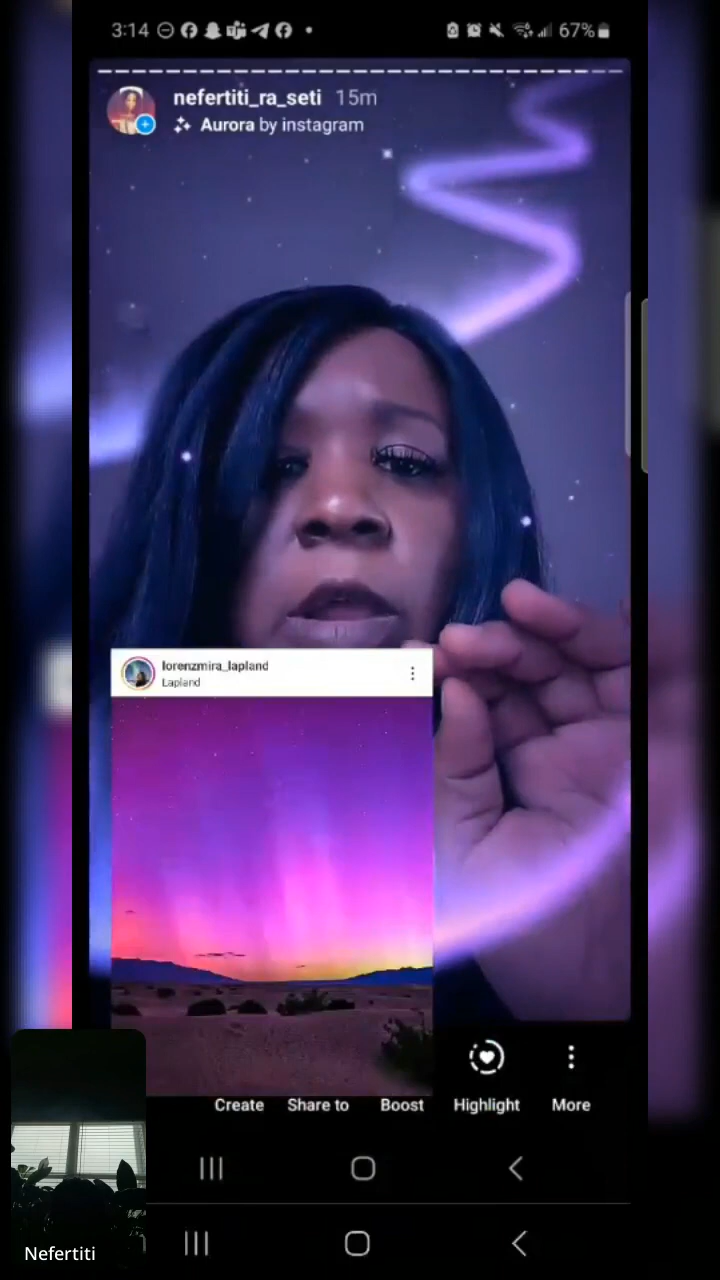 3:14
67%
nefertiti_ra_seti 15m
Aurora by instagram
lorenzmira_lapland
Lapland
Create Share to Boost Highlight More
Nefertiti